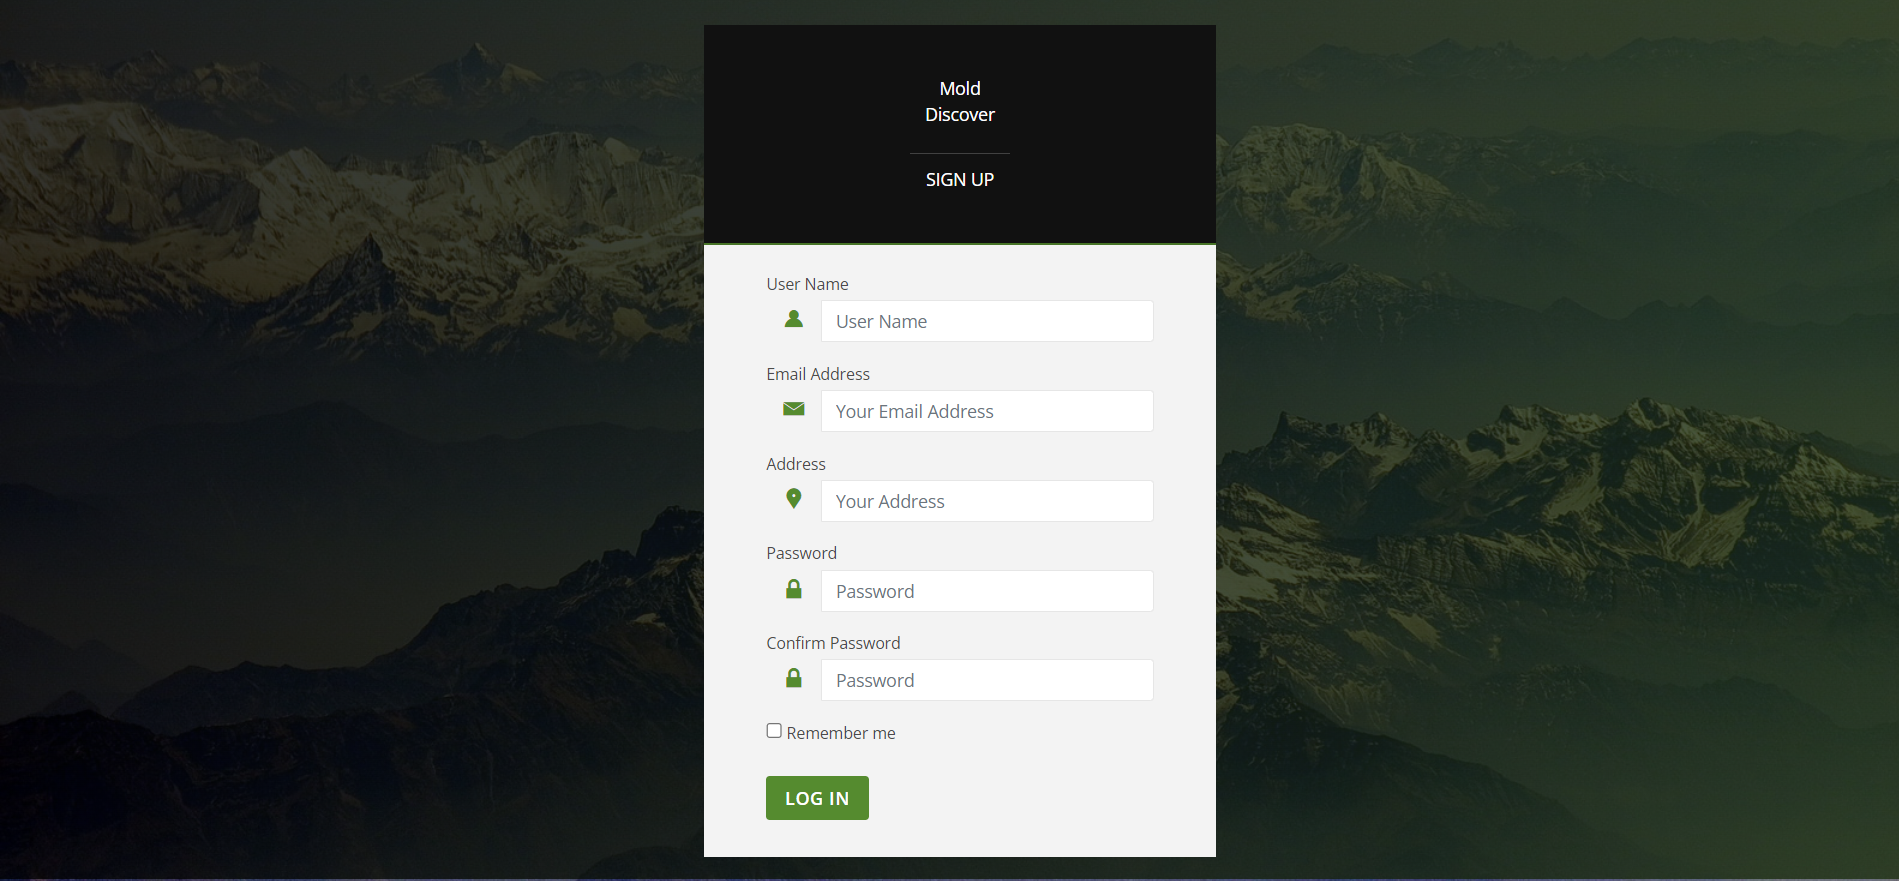 Mold
Discover
SIGN UP
User Name
User Name
Email Address
Your Email Address
Address
Your Address
Password
Password
Confirm Password
Password
Remember me
LOG IN